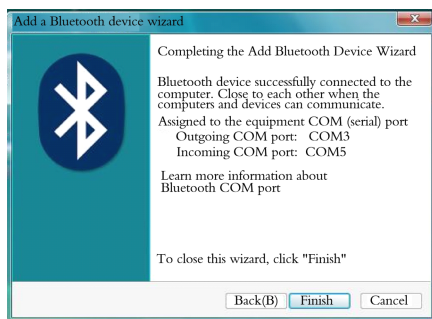 Add a Bluetooth device wizard
Completing the Add Bluetooth Device Wizard
Bluetooth device successfully connected to the
computer. Close to each other when the
computers and devices can communicate.
Assigned to the equipment COM (serial) port
Outgoing COM port: COM3
Incoming COM port: COM5
Learn more information about
Bluetooth COM port
To close this wizard, click "Finish"
Back(B) Finish Cancel